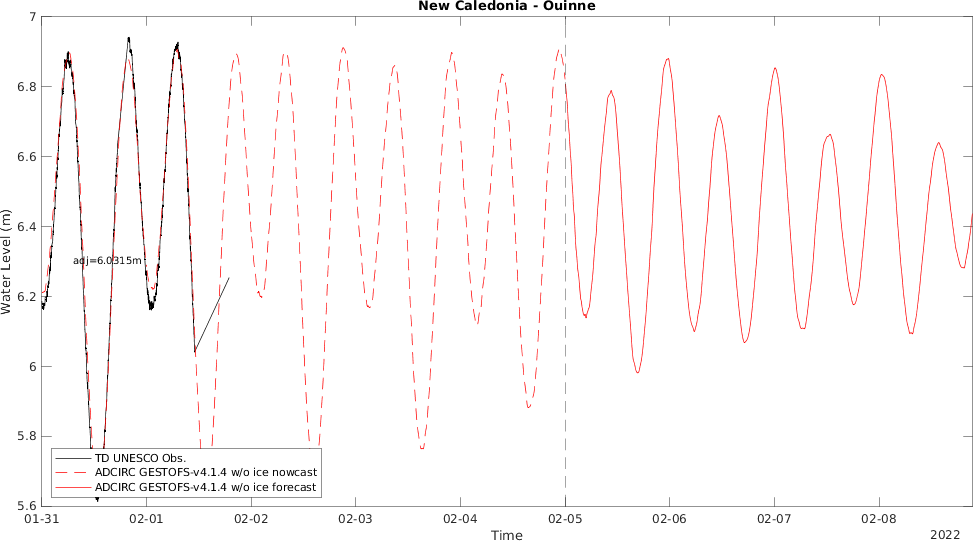 New Caledonia - Ouinne
7
6.8
6.6
6.4
6.2
6
5.8
5.6
Water Level (m)
adj=6.0315m
TD UNESCO Obs.
ADCIRC GESTOFS-v4.1.4 w/o ice nowcast
ADCIRC GESTOFS-v4.1.4 w/o ice forecast
01-31 02-01 02-02 02-03 02-04 02-05 02-06 02-07 02-08
Time
2022